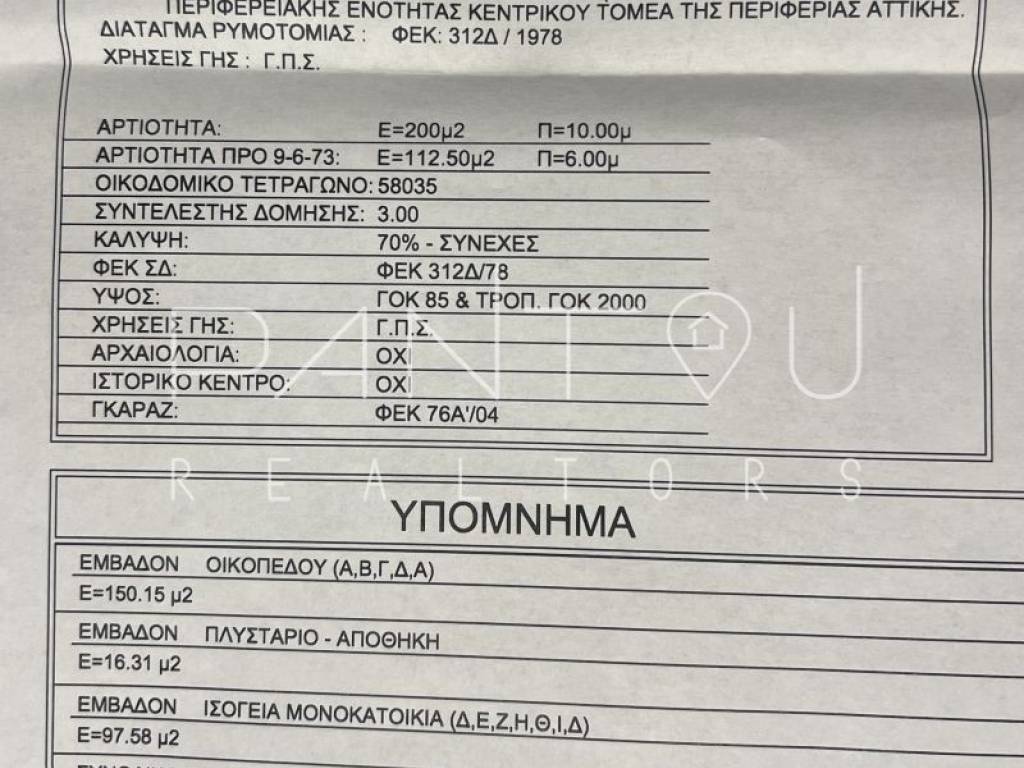 ΠΕΡΙΦΕΡΕΙΑΚΗΣ ΕΝΟΤΗΤΑΣ ΚΕΝΤΡΙΚΟΥ ΤΟΜΕΑ ΤΗΣ ΠΕΡΙΦΕΡΙΑΣ ΑΤΤΙΚΗΣ.
ΔΙΑΤΑΓΜΑ ΡΥΜΟΤΟΜΙΑΣ : ΦΕΚ: 312Δ / 1978
ΧΡΗΣΕΙΣ ΓΗΣ : Γ.Π.Σ.
ΑΡΤΙΟΤΗΤΑ: Ε=200μ2 Π=10.00μ
ΑΡΤΙΟΤΗΤΑ ΠΡΟ 9-6-73: Ε=112.50μ2 Π=6.00μ
ΟΙΚΟΔΟΜΙΚΟ ΤΕΤΡΑΓΩΝΟ: 58035
ΣΥΝΤΕΛΕΣΤΗΣ ΔΟΜΗΣΗΣ: 3.00
ΚΑΛΥΨΗ: 70% - ΣΥΝΕΧΕΣ
ΦΕΚ ΣΔ: ΦΕΚ 312Δ/78
ΥΨΟΣ: ΓΟΚ 85 & ΤΡΟΠ. ΓΟΚ 2000
ΧΡΗΣΕΙΣ ΓΗΣ: Γ.Π.Σ.
ΑΡΧΑΙΟΛΟΓΙΑ: ΟΧΙ
ΙΣΤΟΡΙΚΟ ΚΕΝΤΡΟ: ΟΧΙ
ΓΚΑΡΑΖ: ΦΕΚ 76Α'/04
PANTOU
REALTORS
ΥΠΟΜΝΗΜΑ
ΕΜΒΑΔΟΝ ΟΙΚΟΠΕΔΟΥ (Α,Β,Γ,Δ,Α)
Ε=150.15 μ2
ΕΜΒΑΔΟΝ ΠΛΥΣΤΑΡΙΟ - ΑΠΟΘΗΚΗ
Ε=16.31 μ2
ΕΜΒΑΔΟΝ ΙΣΟΓΕΙΑ ΜΟΝΟΚΑΤΟΙΚΙΑ (Δ,Ε,Ζ,Η,Θ,Ι,Δ)
Ε=97.58 μ2